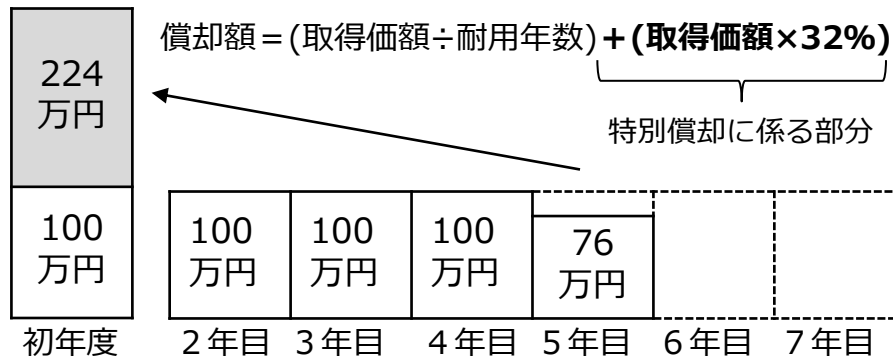 償却額＝(取得価額÷耐用年数)＋(取得価額×32%)
特別償却に係る部分
224
万円
100
万円
100
万円
100
万円
100
万円
76
万円
初年度
２年目
３年目
４年目
５年目
６年目
７年目